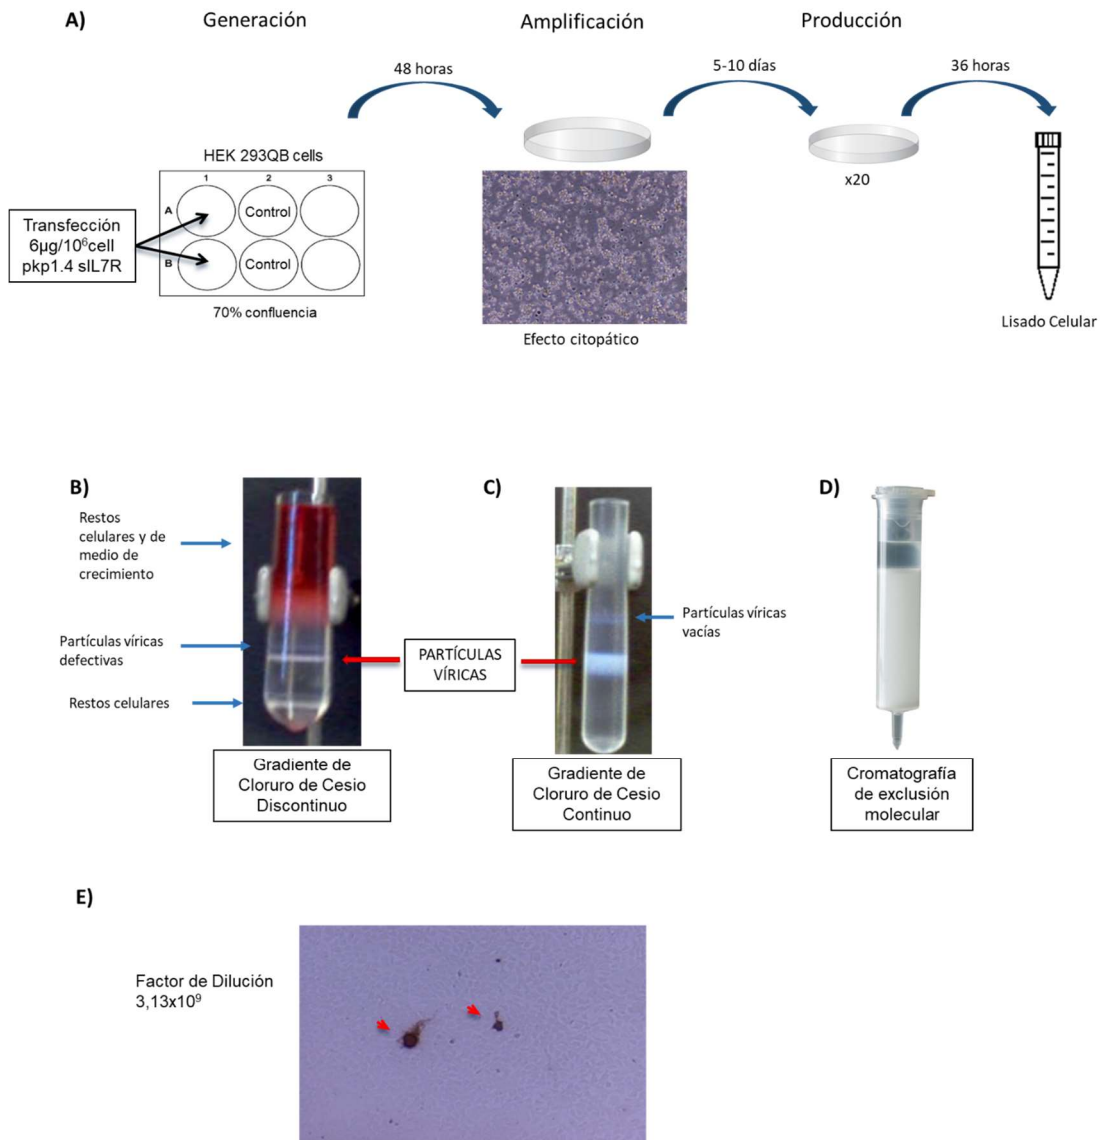 A)
Generación
Amplificación
Producción
48 horas
5-10 días
36 horas
HEK 293QB cells
1 2 3
A
Control
B
Control
Transfección
6µg/10⁶cell
pkp1.4 sIL7R
70% confluencia
Efecto citopático
x20
Lisado Celular
B)
Restos
celulares y de
medio de
crecimiento
Partículas víricas
defectivas
Restos celulares
Gradiente de
Cloruro de Cesio
Discontinuo
PARTÍCULAS
VÍRICAS
C)
Partículas víricas
vacías
Gradiente de
Cloruro de Cesio
Continuo
D)
Cromatografía
de exclusión
molecular
E)
Factor de Dilución
3,13x10⁹